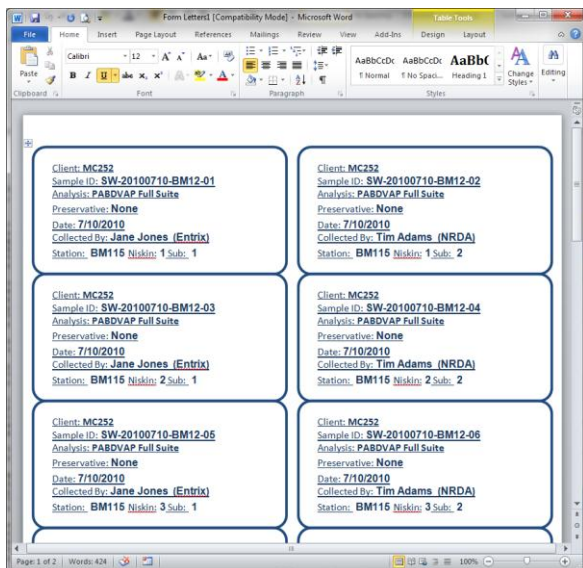 Form Letters1 [Compatibility Mode] - Microsoft Word
Table Tools
File Home Insert Page Layout References Mailings Review View Add-Ins Design Layout
Calibri 12 A A Aa
Paste B I U abc x, x² A A
AaBbCcDc AaBbCcDc AaBb(
¶ Normal ¶ No Spaci... Heading 1 Change Styles Editing
Clipboard Font Paragraph Styles
Client: MC252
Sample ID: SW-20100710-BM12-01
Analysis: PABDVAP Full Suite
Preservative: None
Date: 7/10/2010
Collected By: Jane Jones (Entrix)
Station: BM115 Niskin: 1 Sub: 1
Client: MC252
Sample ID: SW-20100710-BM12-02
Analysis: PABDVAP Full Suite
Preservative: None
Date: 7/10/2010
Collected By: Tim Adams (NRDA)
Station: BM115 Niskin: 1 Sub: 2
Client: MC252
Sample ID: SW-20100710-BM12-03
Analysis: PABDVAP Full Suite
Preservative: None
Date: 7/10/2010
Collected By: Jane Jones (Entrix)
Station: BM115 Niskin: 2 Sub: 1
Client: MC252
Sample ID: SW-20100710-BM12-04
Analysis: PABDVAP Full Suite
Preservative: None
Date: 7/10/2010
Collected By: Tim Adams (NRDA)
Station: BM115 Niskin: 2 Sub: 2
Client: MC252
Sample ID: SW-20100710-BM12-05
Analysis: PABDVAP Full Suite
Preservative: None
Date: 7/10/2010
Collected By: Jane Jones (Entrix)
Station: BM115 Niskin: 3 Sub: 1
Client: MC252
Sample ID: SW-20100710-BM12-06
Analysis: PABDVAP Full Suite
Preservative: None
Date: 7/10/2010
Collected By: Tim Adams (NRDA)
Station: BM115 Niskin: 3 Sub: 2
Page: 1 of 2 Words: 424 100%